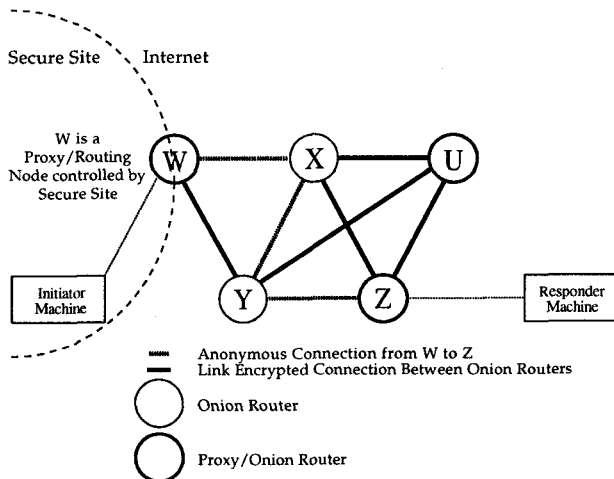 Secure Site
Internet
W is a
Proxy/Routing
Node controlled by
Secure Site
W
X
U
Y
Z
Initiator
Machine
Responder
Machine
Anonymous Connection from W to Z
Link Encrypted Connection Between Onion Routers
Onion Router
Proxy/Onion Router